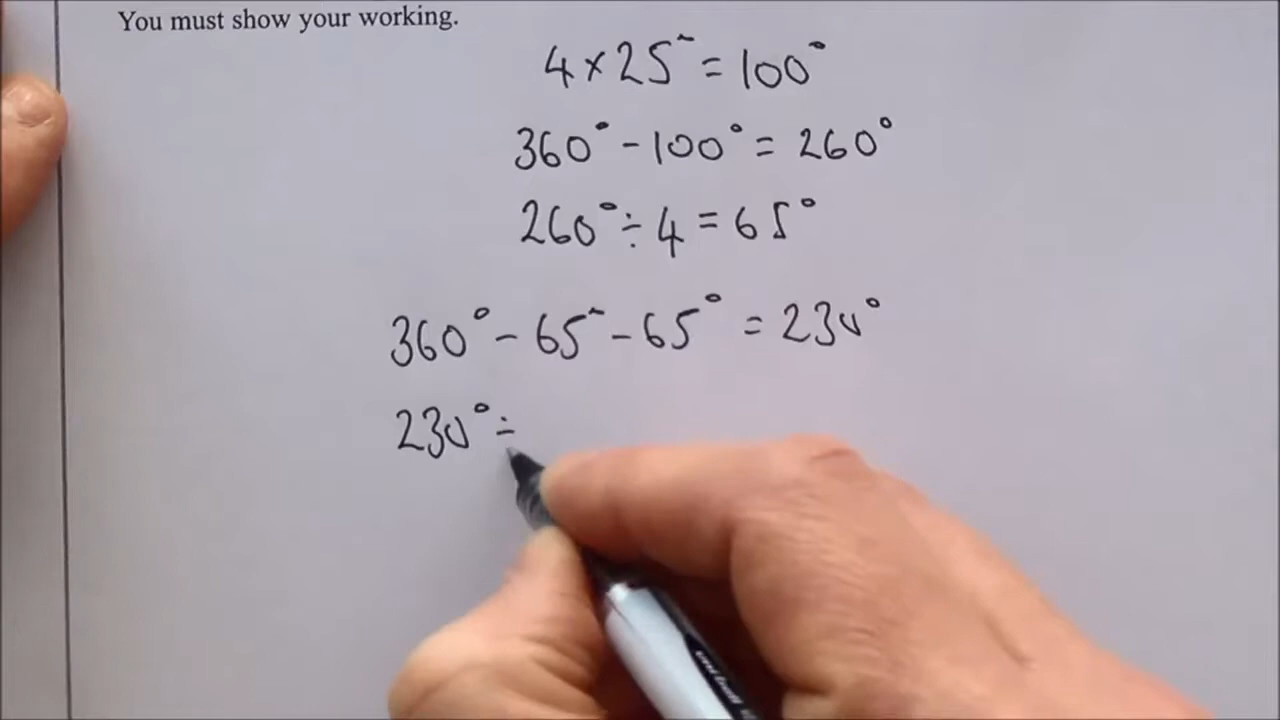 You must show your working.
4 × 25° = 100°
360° - 100° = 260°
260° ÷ 4 = 65°
360° - 65° - 65° = 230°
230° ÷